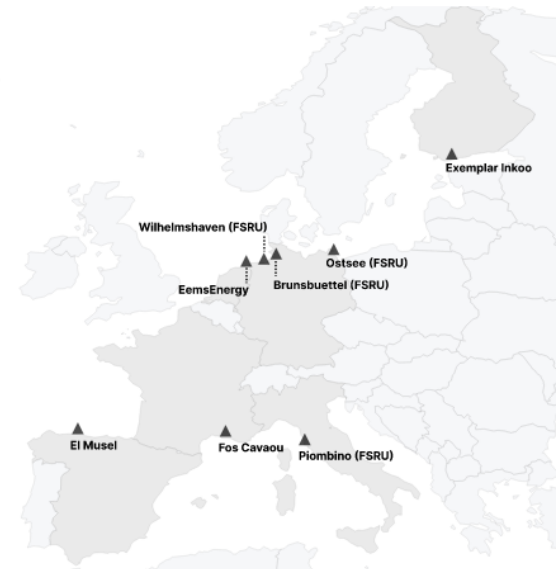 Exemplar Inkoo
Wilhelmshaven (FSRU)
Ostsee (FSRU)
EemsEnergy
Brunsbuettel (FSRU)
El Musel
Fos Cavaou
Piombino (FSRU)